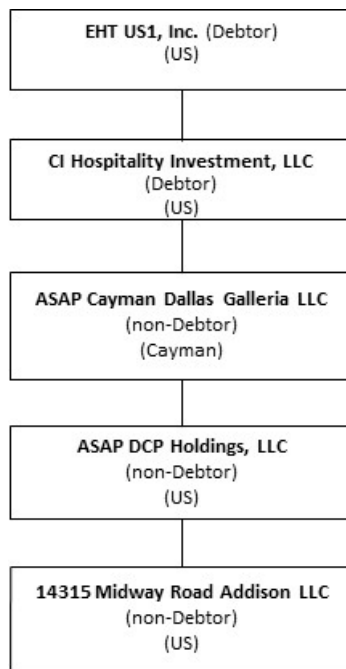 EHT US1, Inc. (Debtor)
(US)
CI Hospitality Investment, LLC
(Debtor)
(US)
ASAP Cayman Dallas Galleria LLC
(non-Debtor)
(Cayman)
ASAP DCP Holdings, LLC
(non-Debtor)
(US)
14315 Midway Road Addison LLC
(non-Debtor)
(US)